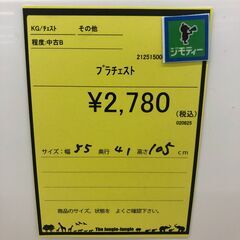 KG/ﾁｪｽﾄ その他
程度:中古B
ジモティー
2125150
プラチェスト
¥2,780
(税込)
020825
サイズ:幅 55 奥行 41 高さ 105 cm
商品のサイズ、状態を よくご確認下さい。
The Jungle-Jungle